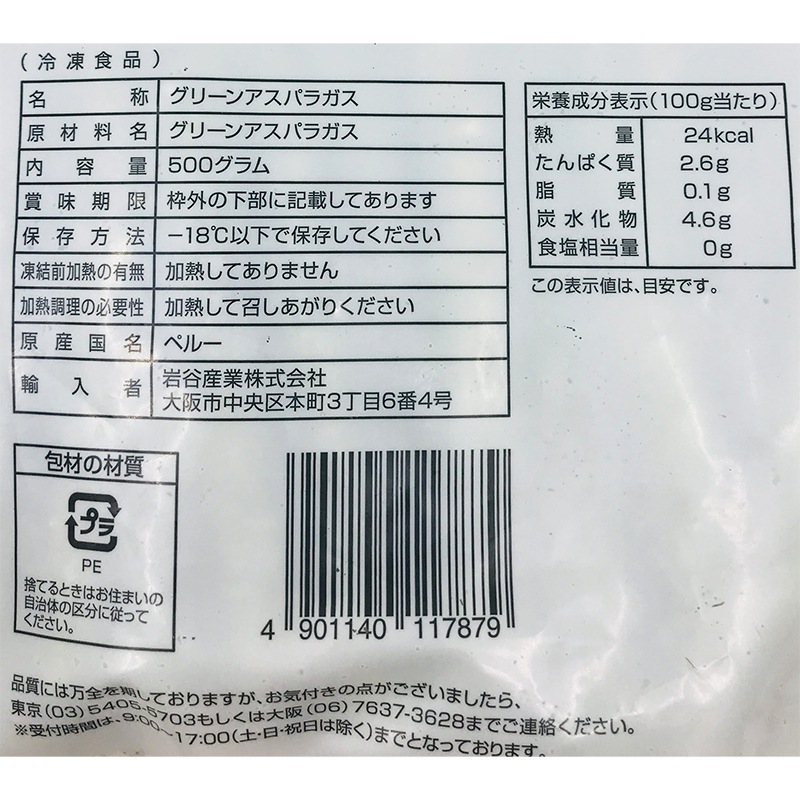 (冷凍食品)
名称 グリーンアスパラガス
原材料名 グリーンアスパラガス
内容量 500グラム
賞味期限 枠外の下部に記載してあります
保存方法 −18℃以下で保存してください
凍結前加熱の有無 加熱してありません
加熱調理の必要性 加熱して召しあがりください
原産国名 ペルー
輸入者 岩谷産業株式会社
大阪市中央区本町3丁目6番4号
栄養成分表示(100g当たり)
熱量 24kcal
たんぱく質 2.6g
脂質 0.1g
炭水化物 4.6g
食塩相当量 0g
この表示値は、目安です。
包材の材質
プラ
PE
捨てるときはお住まいの
自治体の区分に従って
ください。
4 901140 117879
品質には万全を期しておりますが、お気付きの点がございましたら、
東京(03)5405-5703もしくは大阪(06)7637-3628までご連絡ください。
※受付時間は、9:00〜17:00(土・日・祝日は除く)までとなっております。